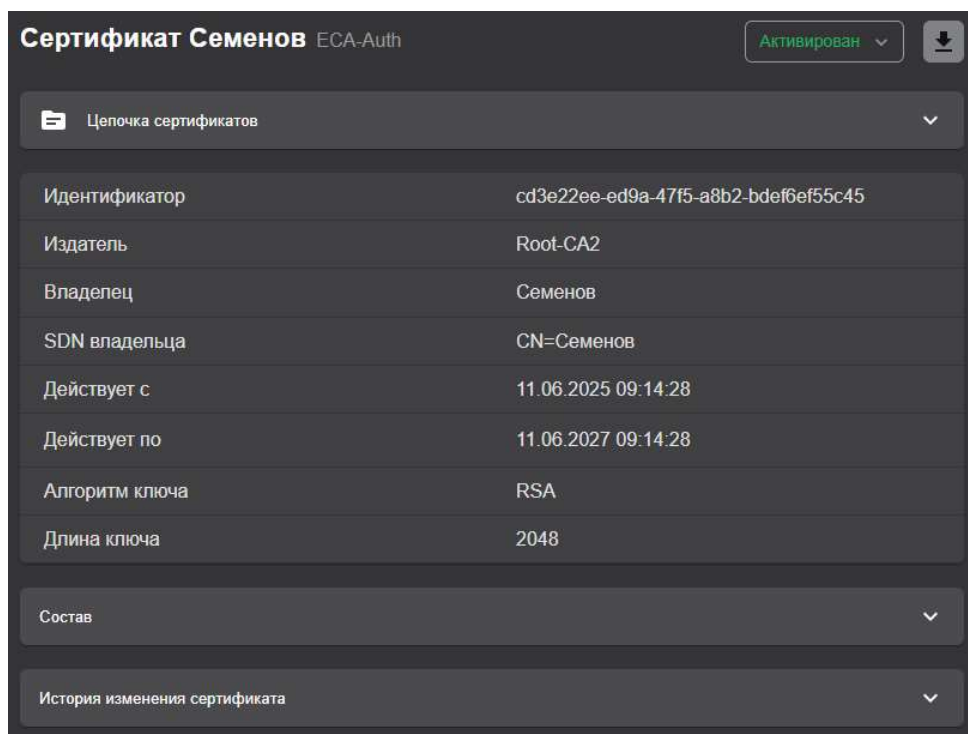 Сертификат Семенов ECA-Auth
Активирован
Цепочка сертификатов
Идентификатор cd3e22ee-ed9a-47f5-a8b2-bdef6ef55c45
Издатель Root-CA2
Владелец Семенов
SDN владельца CN=Семенов
Действует с 11.06.2025 09:14:28
Действует по 11.06.2027 09:14:28
Алгоритм ключа RSA
Длина ключа 2048
Состав
История изменения сертификата